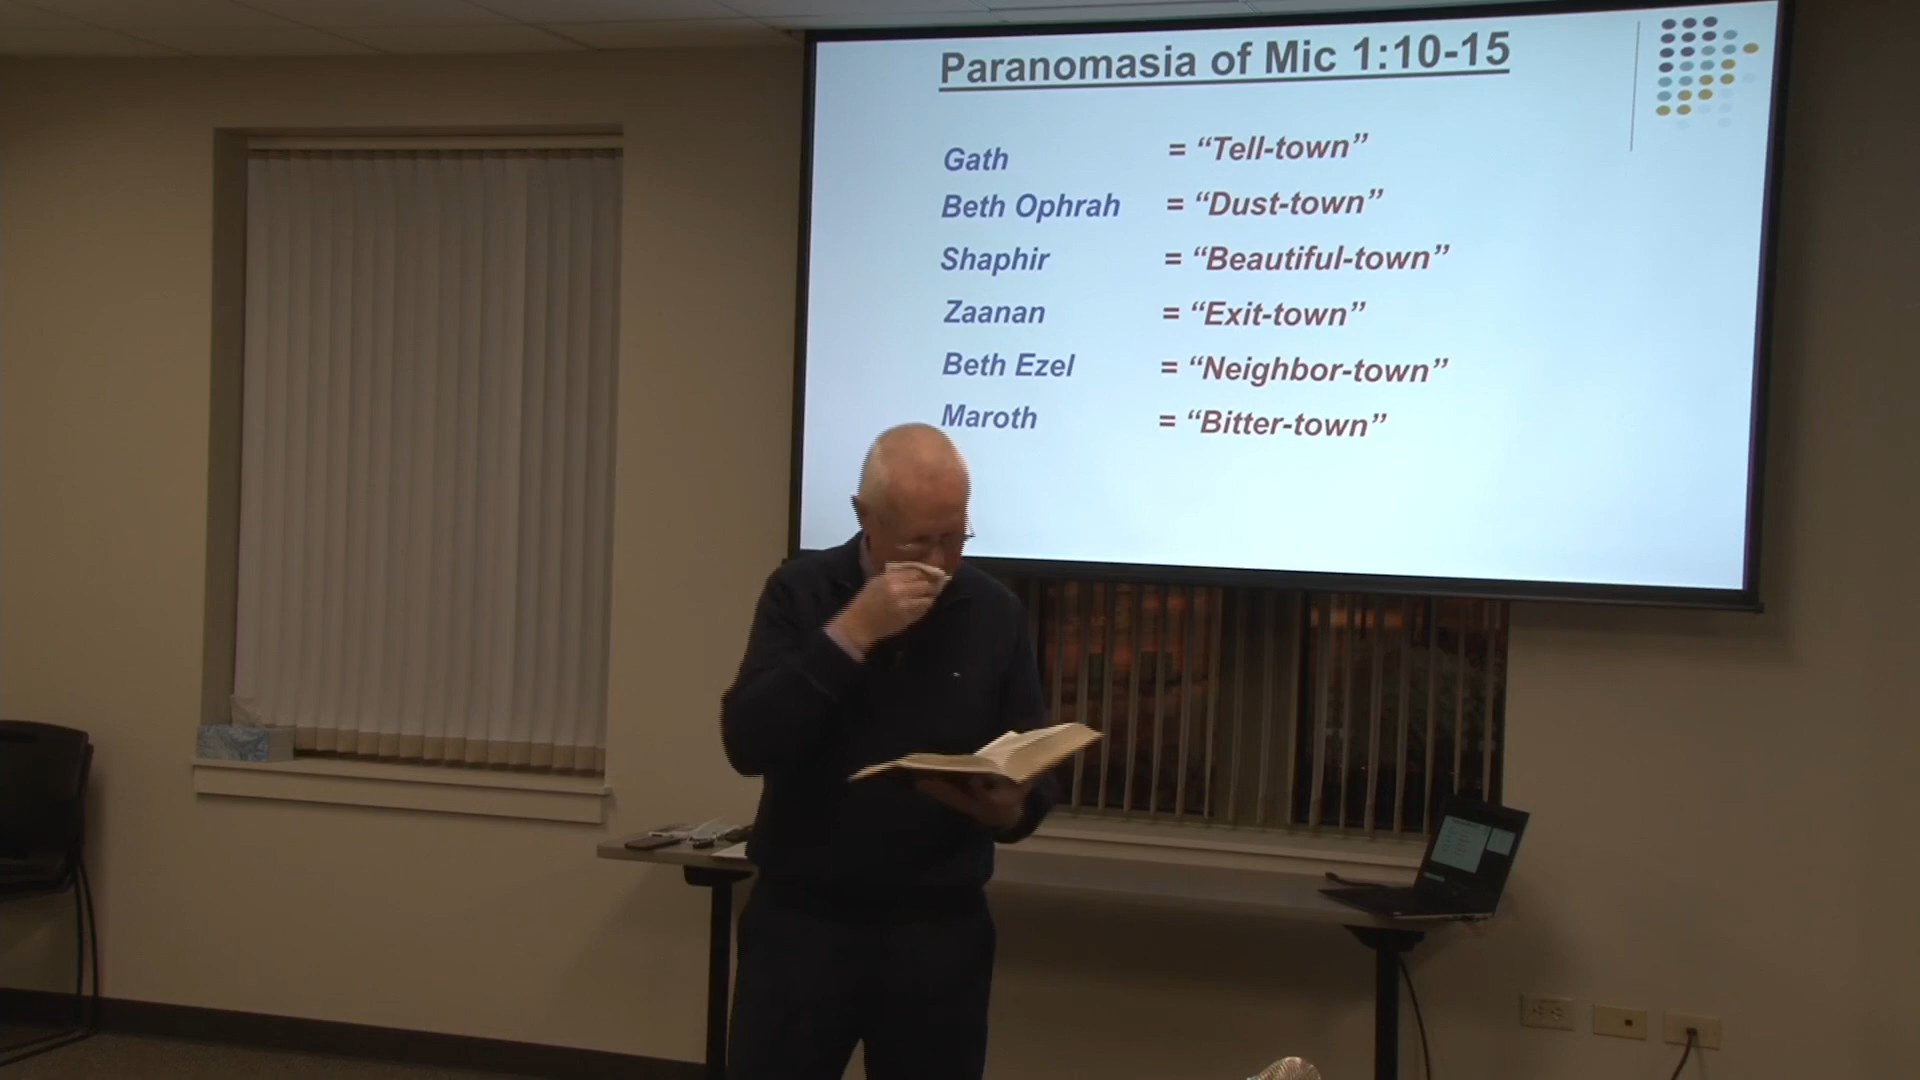 Paranomasia of Mic 1:10-15
Gath = “Tell-town”
Beth Ophrah = “Dust-town”
Shaphir = “Beautiful-town”
Zaanan = “Exit-town”
Beth Ezel = “Neighbor-town”
Maroth = “Bitter-town”